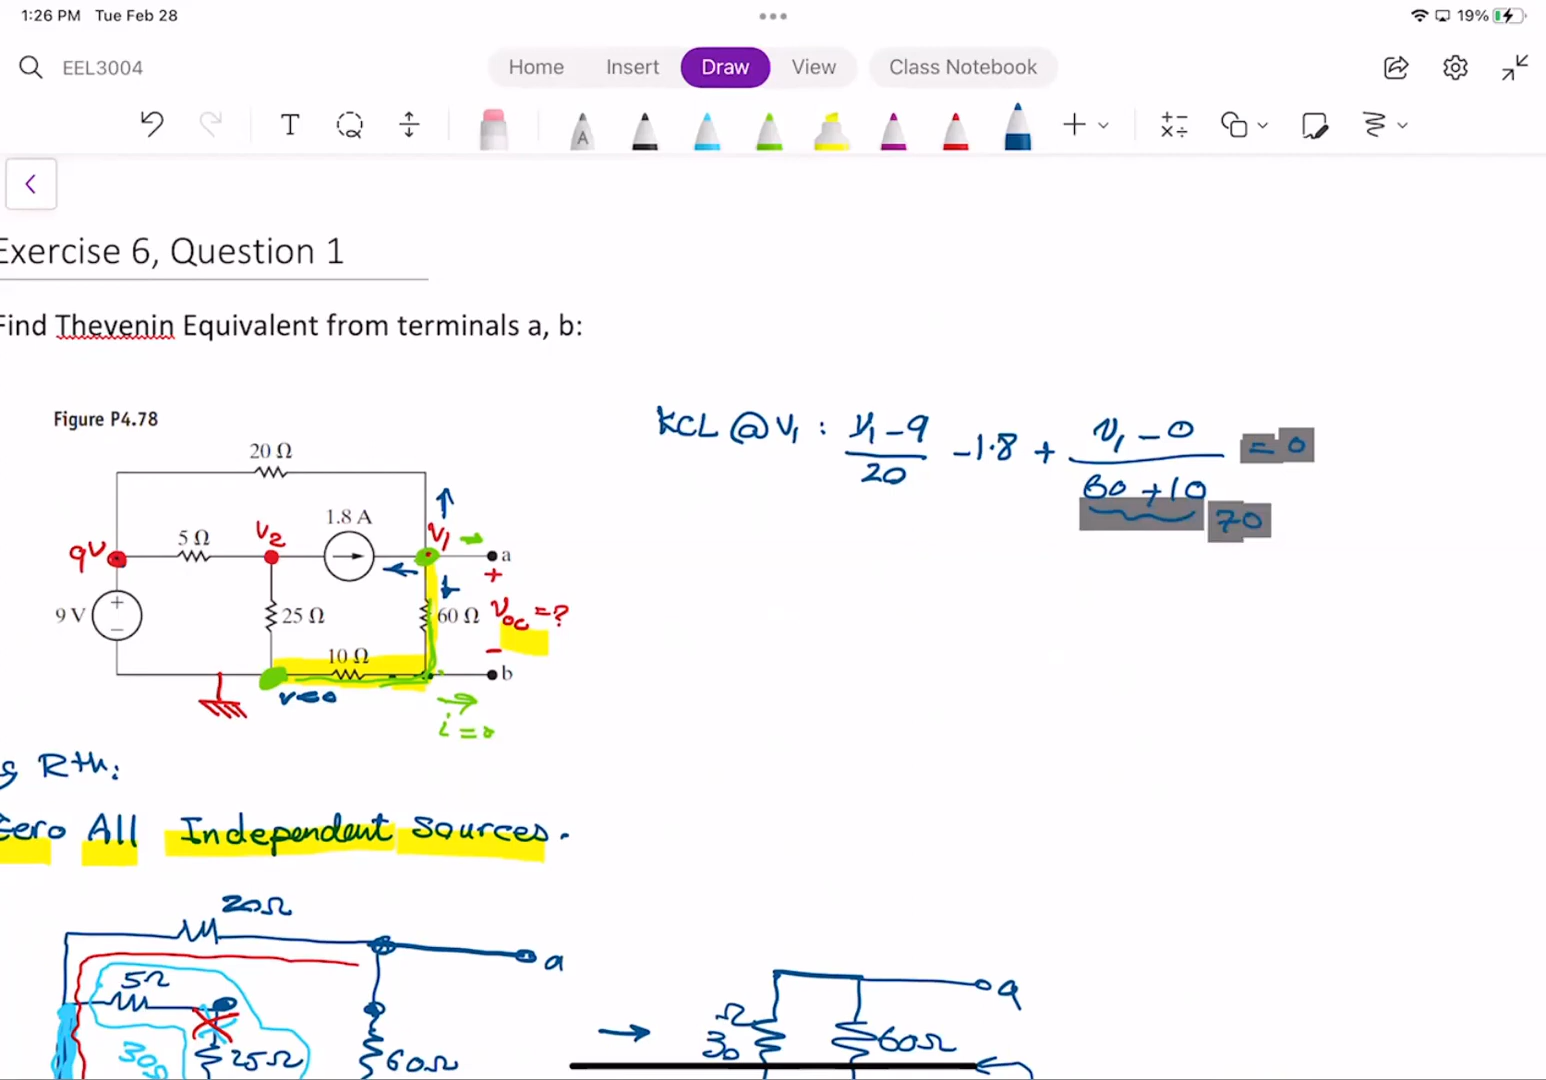 1:26 PM Tue Feb 28
19%
EEL3004
Home Insert Draw View Class Notebook
Exercise 6, Question 1
Find Thevenin Equivalent from terminals a, b:
Figure P4.78
20 Ω
KCL @ V₁ : V₁ - 9 / 20 - 1.8 + V₁ - 0 / 60 + 10 = 0
70
1.8 A
5 Ω
V₂
V₁
9V
a
+
9 V
+
−
25 Ω
60 Ω
Voc = ?
10 Ω
−
b
V=0
i = 0
g Rth:
Zero All Independent Sources.
20Ω
a
5Ω
a
30Ω
25Ω
60Ω
Ω
30
60Ω